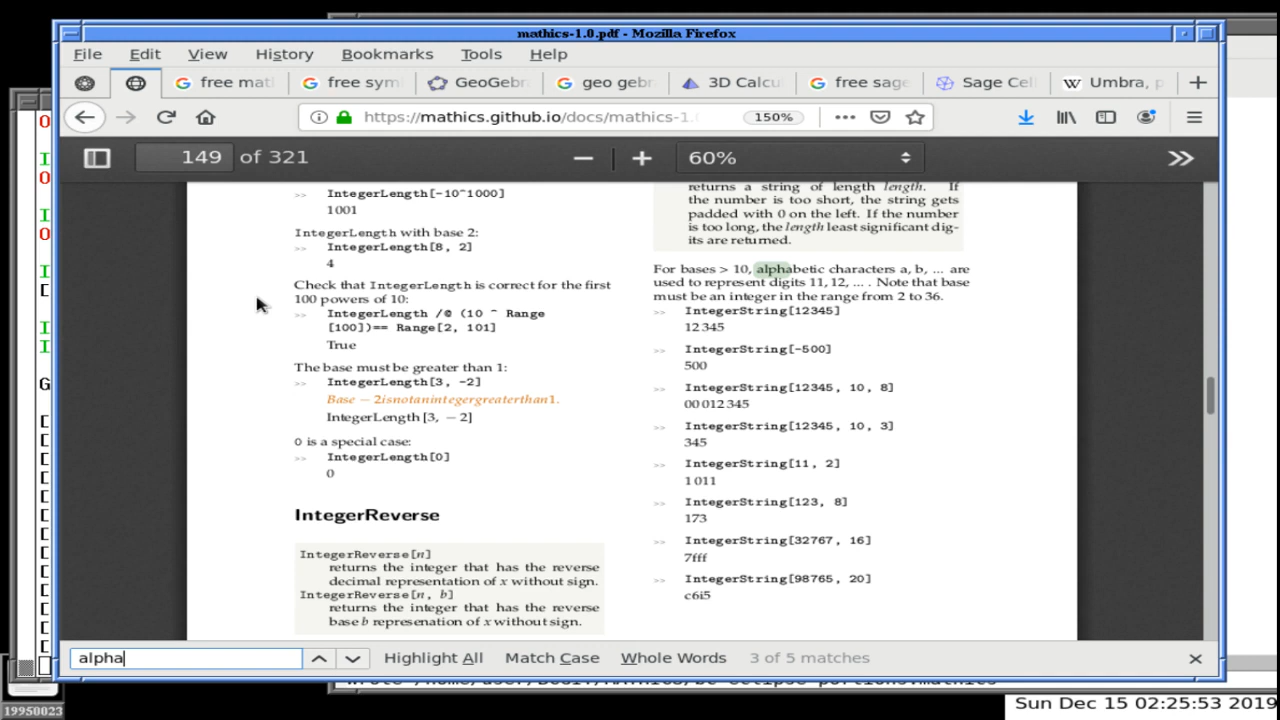 mathics-1.0.pdf - Mozilla Firefox
File Edit View History Bookmarks Tools Help
free mat
free sym
GeoGebr
geo gebr
3D Calcu
free sage
Sage Cel
Umbra, p
https://mathics.github.io/docs/mathics-1.0
150%
149 of 321
60%
IntegerLength[-10^1000]
1001
IntegerLength with base 2:
>> IntegerLength[8, 2]
4
Check that IntegerLength is correct for the first
100 powers of 10:
>> IntegerLength /@ (10 ^ Range
[100])== Range[2, 101]
True
The base must be greater than 1:
>> IntegerLength[3, -2]
Base − 2isnotanintegergreaterthan1.
IntegerLength [3, − 2]
0 is a special case:
>> IntegerLength[0]
0
IntegerReverse
IntegerReverse[n]
returns the integer that has the reverse
decimal representation of x without sign.
IntegerReverse[n, b]
returns the integer that has the reverse
base b represenation of x without sign.
returns a string of length length. If
the number is too short, the string gets
padded with 0 on the left. If the number
is too long, the length least significant dig-
its are returned.
For bases > 10, alphabetic characters a, b, ... are
used to represent digits 11, 12, ... . Note that base
must be an integer in the range from 2 to 36.
>> IntegerString[12345]
12 345
>> IntegerString[-500]
500
>> IntegerString[12345, 10, 8]
00 012 345
>> IntegerString[12345, 10, 3]
345
>> IntegerString[11, 2]
1 011
>> IntegerString[123, 8]
173
>> IntegerString[32767, 16]
7fff
>> IntegerString[98765, 20]
c6i5
alpha
Highlight All Match Case Whole Words 3 of 5 matches
19950023
Sun Dec 15 02:25:53 2019